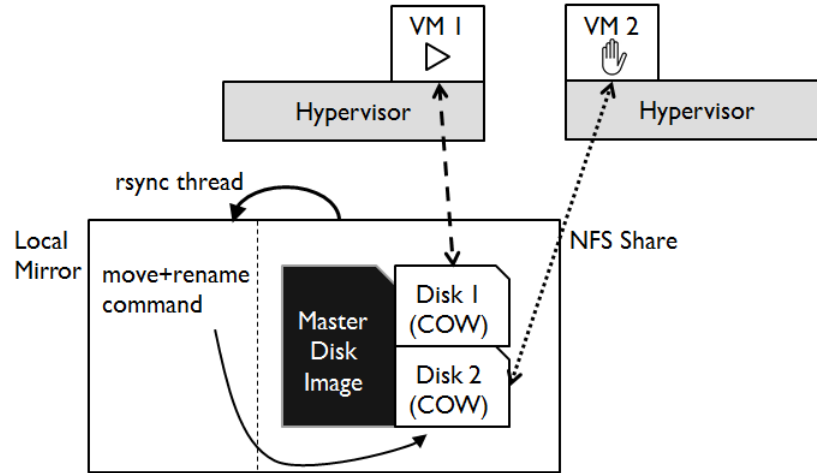 VM 1
VM 2
Hypervisor
Hypervisor
rsync thread
Local
Mirror
NFS Share
move+rename
command
Master
Disk
Image
Disk 1
(COW)
Disk 2
(COW)